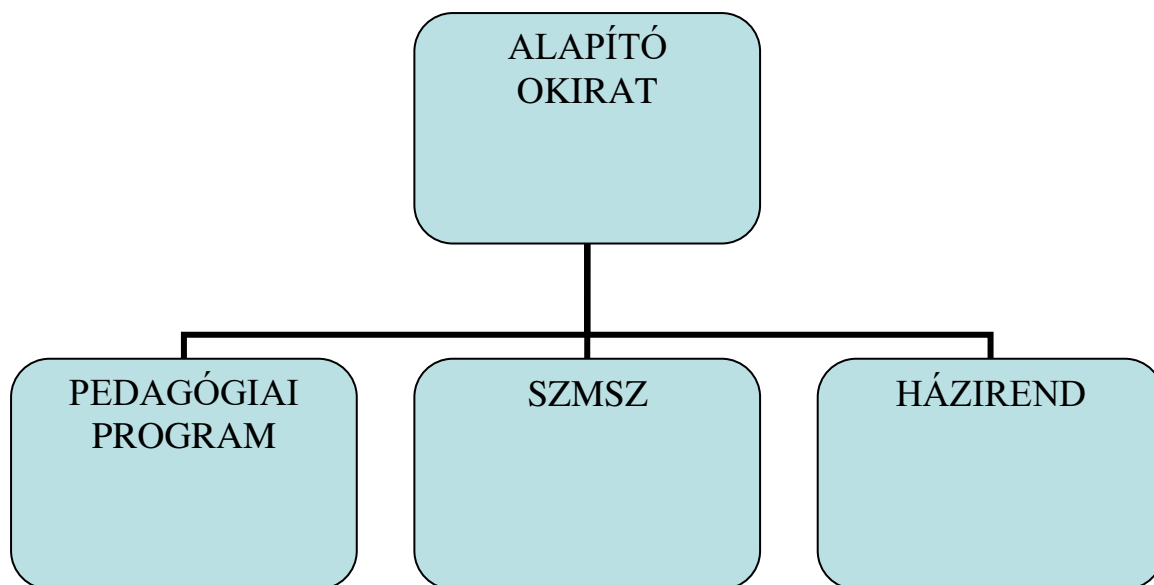 ALAPÍTÓ
OKIRAT
PEDAGÓGIAI
PROGRAM
SZMSZ
HÁZIREND